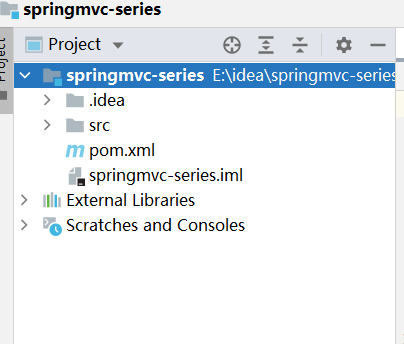 springmvc-series
Project
Project
springmvc-series E:\idea\springmvc-series
.idea
src
pom.xml
springmvc-series.iml
External Libraries
Scratches and Consoles